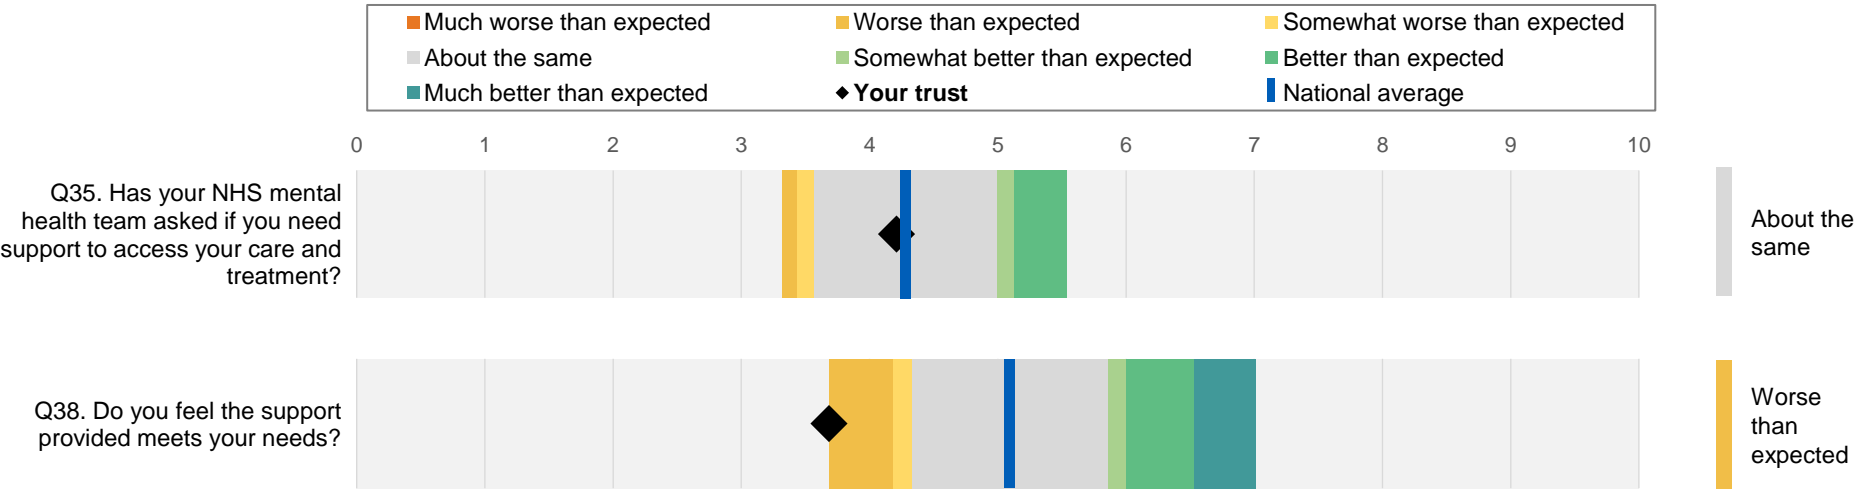 Much worse than expected
Worse than expected
Somewhat worse than expected
About the same
Somewhat better than expected
Better than expected
Much better than expected
Your trust
National average
0 1 2 3 4 5 6 7 8 9 10
Q35. Has your NHS mental
health team asked if you need
support to access your care and
treatment?
About the
same
Q38. Do you feel the support
provided meets your needs?
Worse
than
expected